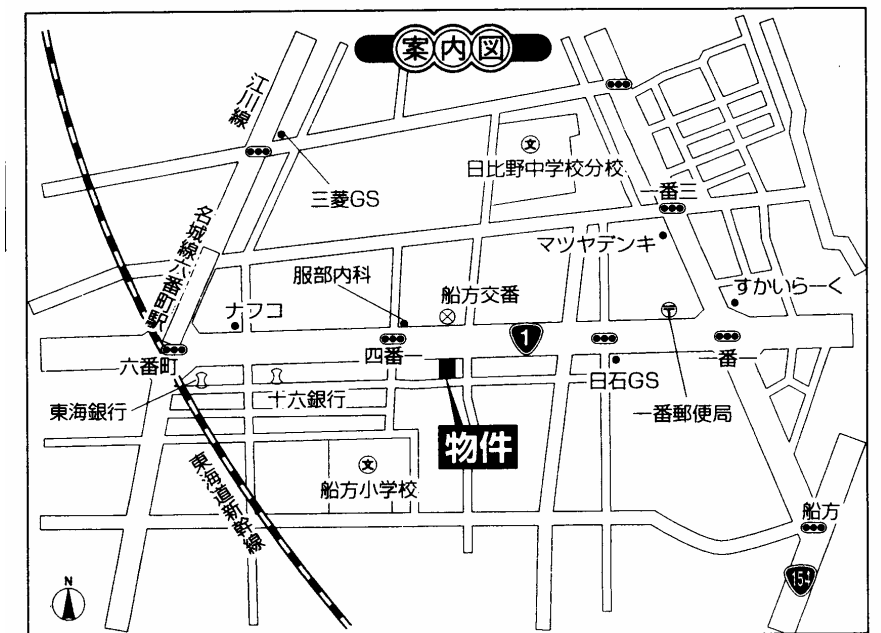 案内図
江川線
三菱GS
日比野中学校分校
一番三
マツヤデンキ
すかいらーく
名城線六番町駅
服部内科
船方交番
ナフコ
1
六番町
四番一
一番一
日石GS
東海銀行
十六銀行
一番郵便局
物件
船方小学校
東海道新幹線
船方
154
N